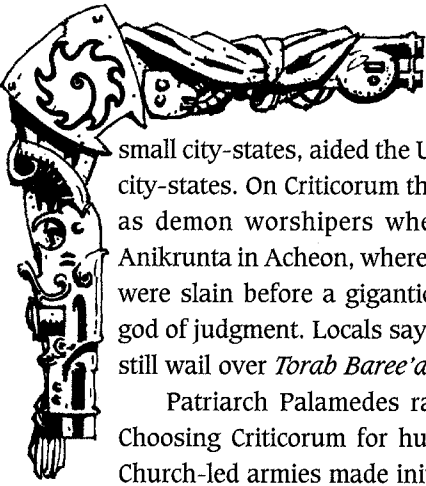 small city-states, aided the U
city-states. On Criticorum th
as demon worshipers whe
Anikrunta in Acheon, where
were slain before a gigantic
god of judgment. Locals say
still wail over Torab Baree'a
Patriarch Palamedes ra
Choosing Criticorum for hu
Church-led armies made init